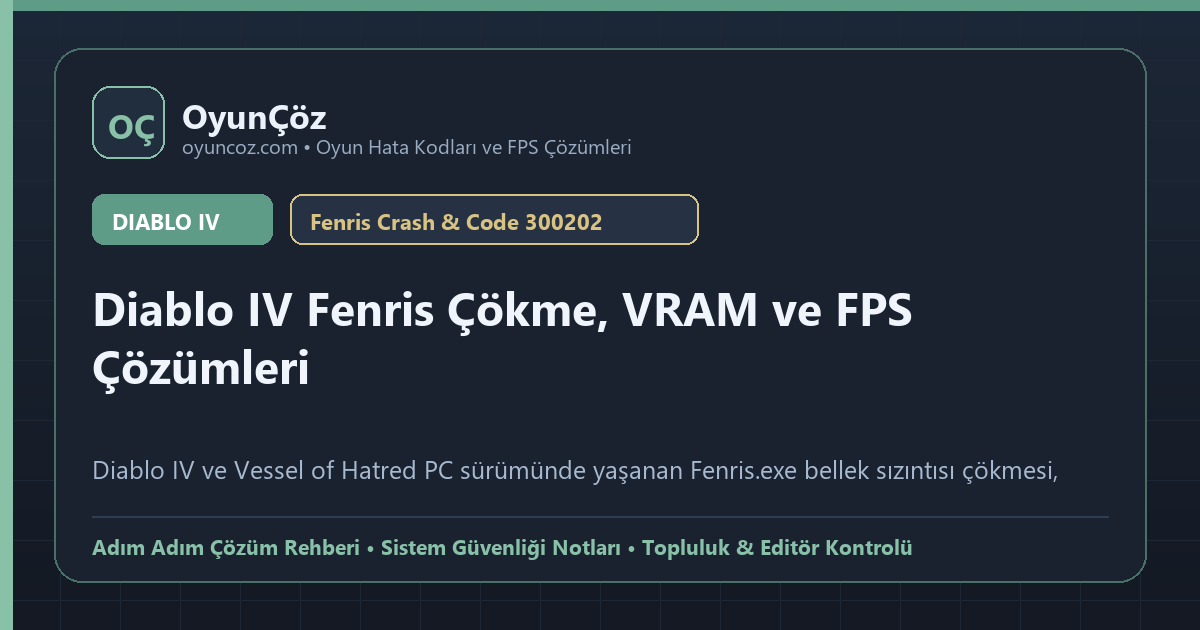 OÇ
OyunÇöz
oyuncoz.com • Oyun Hata Kodları ve FPS Çözümleri
DIABLO IV
Fenris Crash & Code 300202
Diablo IV Fenris Çökme, VRAM ve FPS
Çözümleri
Diablo IV ve Vessel of Hatred PC sürümünde yaşanan Fenris.exe bellek sızıntısı çökmesi,
Adım Adım Çözüm Rehberi • Sistem Güvenliği Notları • Topluluk & Editör Kontrolü